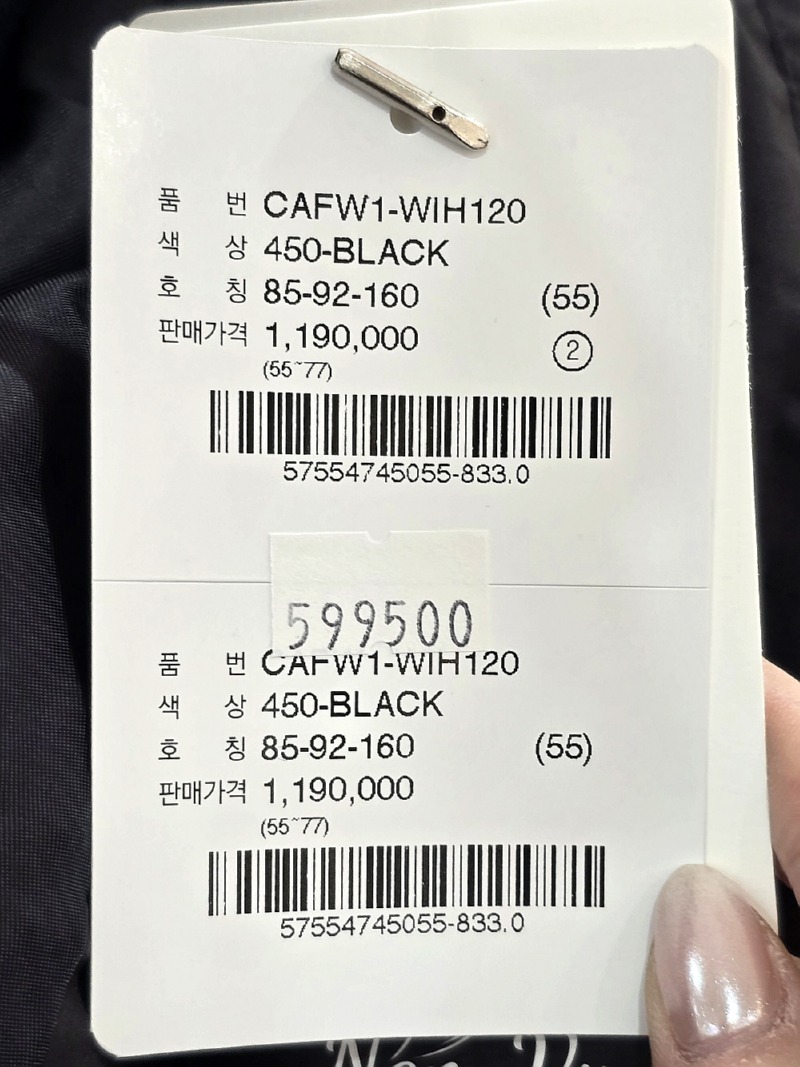 품 번 CAFW1-WIH120
색 상 450-BLACK
호 칭 85-92-160 (55)
판매가격 1,190,000 2
(55~77)
57554745055-833.0
599500
품 번 CAFW1-WIH120
색 상 450-BLACK
호 칭 85-92-160 (55)
판매가격 1,190,000
(55~77)
57554745055-833.0